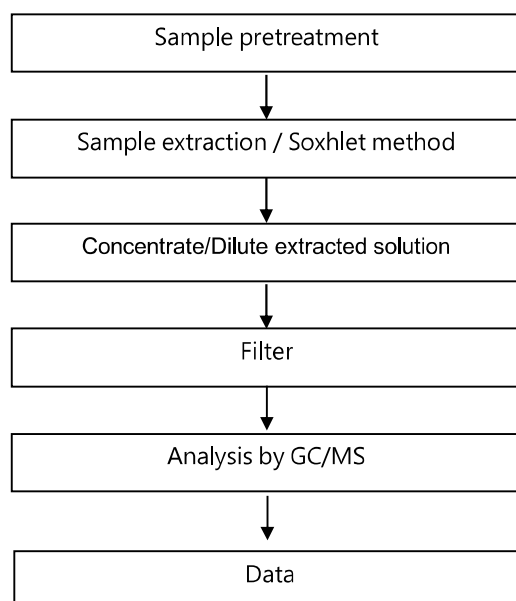 Sample pretreatment
Sample extraction / Soxhlet method
Concentrate/Dilute extracted solution
Filter
Analysis by GC/MS
Data